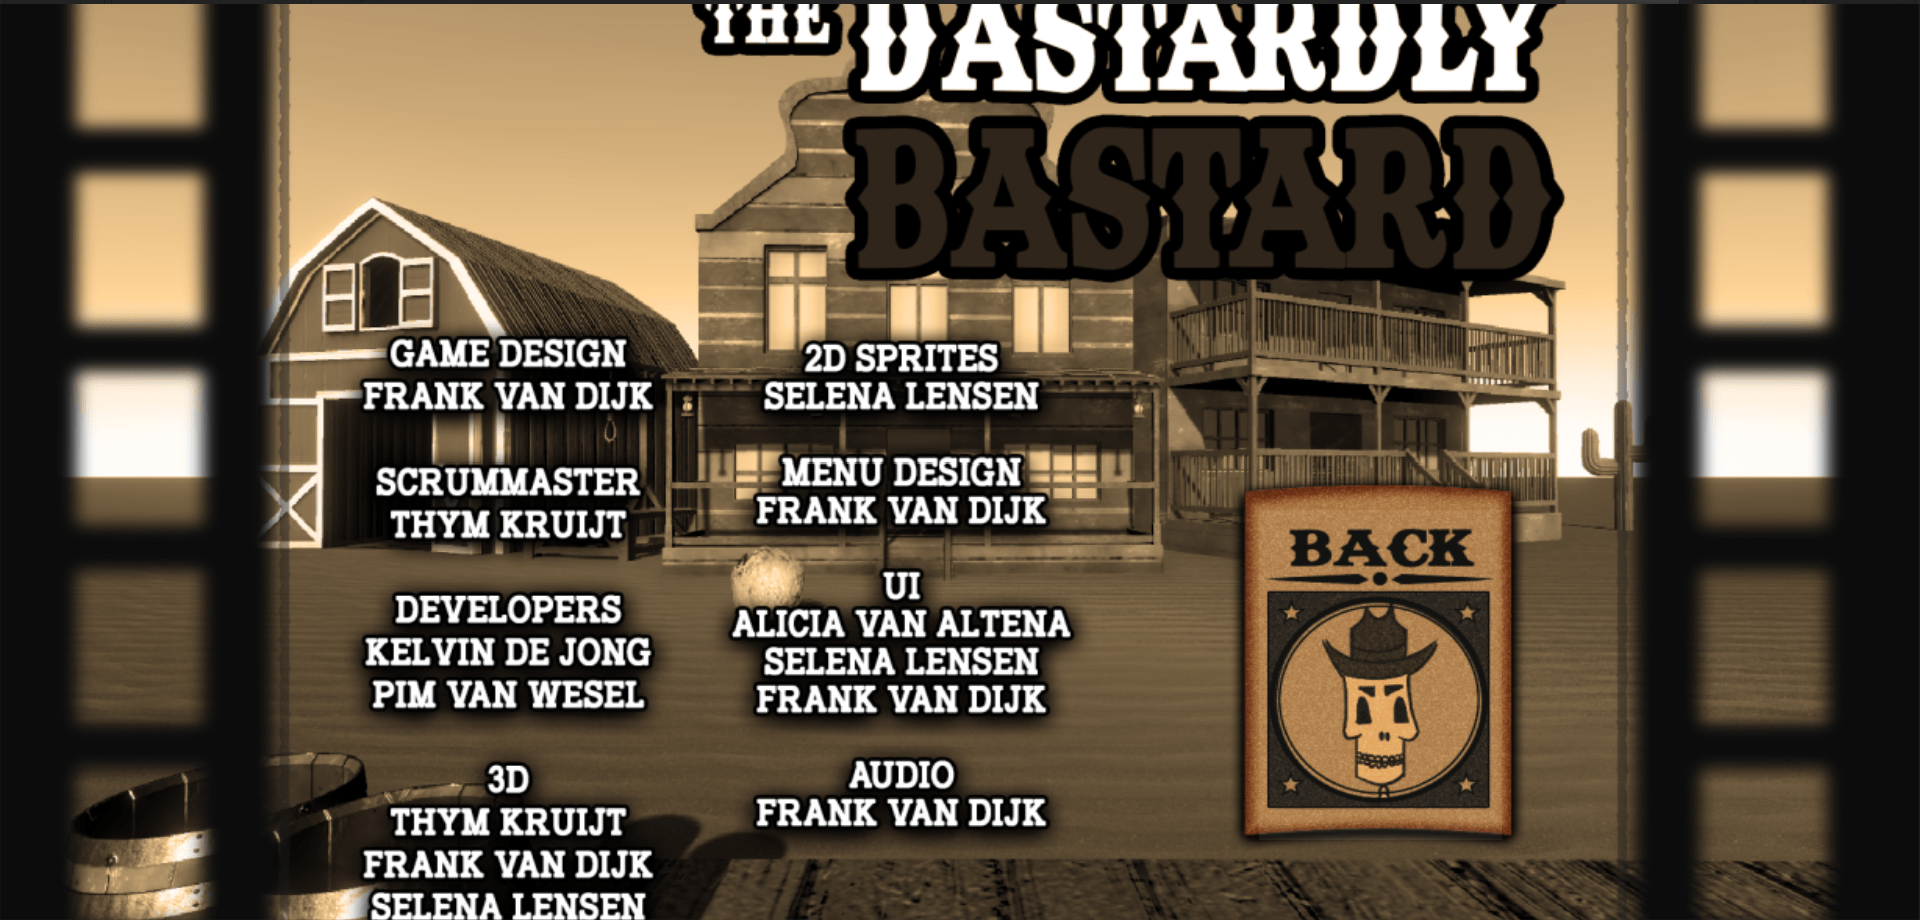 THE DASTARDLY
BASTARD
GAME DESIGN
FRANK VAN DIJK
SCRUMMASTER
THYM KRUIJT
DEVELOPERS
KELVIN DE JONG
PIM VAN WESEL
3D
THYM KRUIJT
FRANK VAN DIJK
SELENA LENSEN
2D SPRITES
SELENA LENSEN
MENU DESIGN
FRANK VAN DIJK
UI
ALICIA VAN ALTENA
SELENA LENSEN
FRANK VAN DIJK
AUDIO
FRANK VAN DIJK
BACK